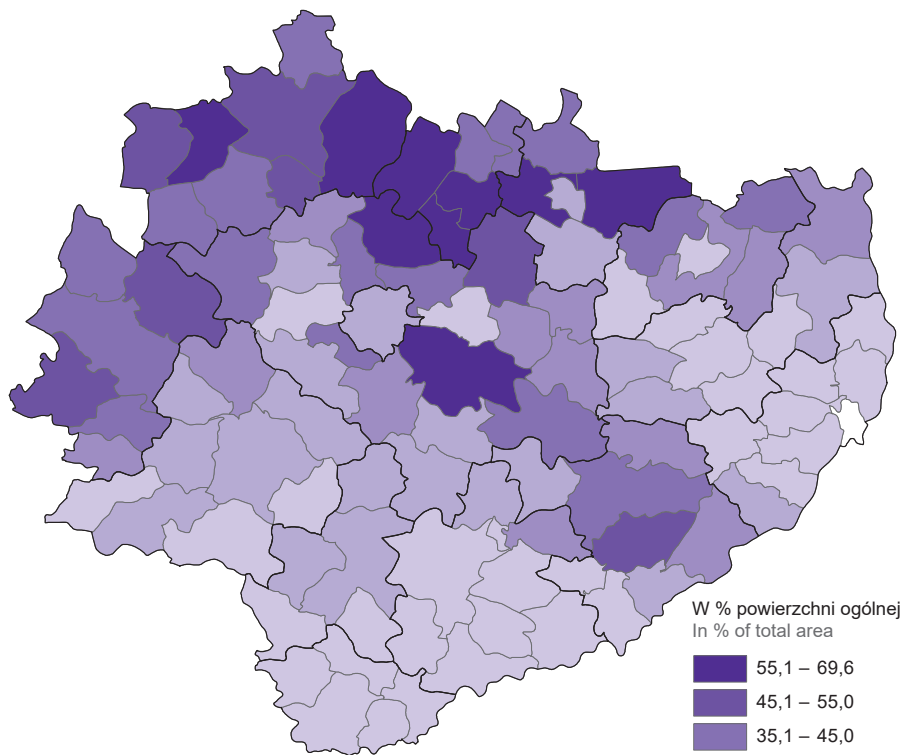 W % powierzchni ogólnej
In % of total area
55,1 – 69,6
45,1 – 55,0
35,1 – 45,0